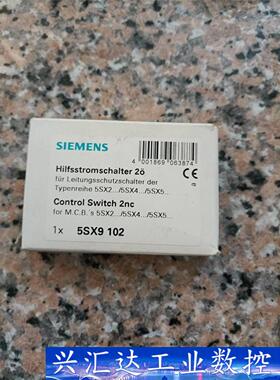 SIEMENS
4 001869 063874
Hilfsstromschalter 2ö
für Leitungsschutzschalter der
Typenreihe 5SX2.../5SX4.../5SX5...
Control Switch 2nc
for M.C.B.'s 5SX2.../5SX4.../5SX5...
1x 5SX9 102
兴汇达工业数控